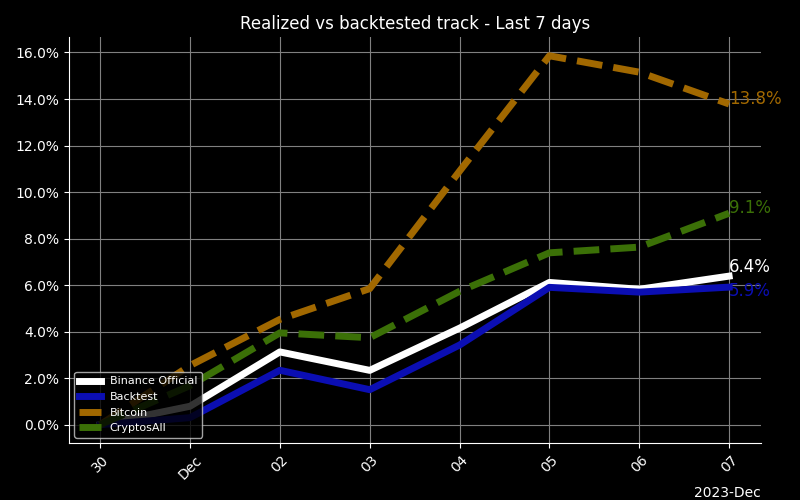 Realized vs backtested track - Last 7 days
16.0%
14.0%
12.0%
10.0%
8.0%
6.0%
4.0%
2.0%
0.0%
13.8%
9.1%
6.4%
5.9%
Binance Official
Backtest
Bitcoin
CryptosAll
30
Dec
02
03
04
05
06
07
2023-Dec